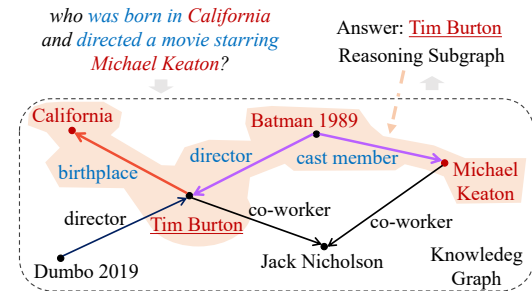 who was born in California
and directed a movie starring
Michael Keaton?
Answer: Tim Burton
Reasoning Subgraph
California
Batman 1989
birthplace
director
cast member
Michael
Keaton
director
Tim Burton
co-worker
co-worker
Dumbo 2019
Jack Nicholson
Knowledeg
Graph